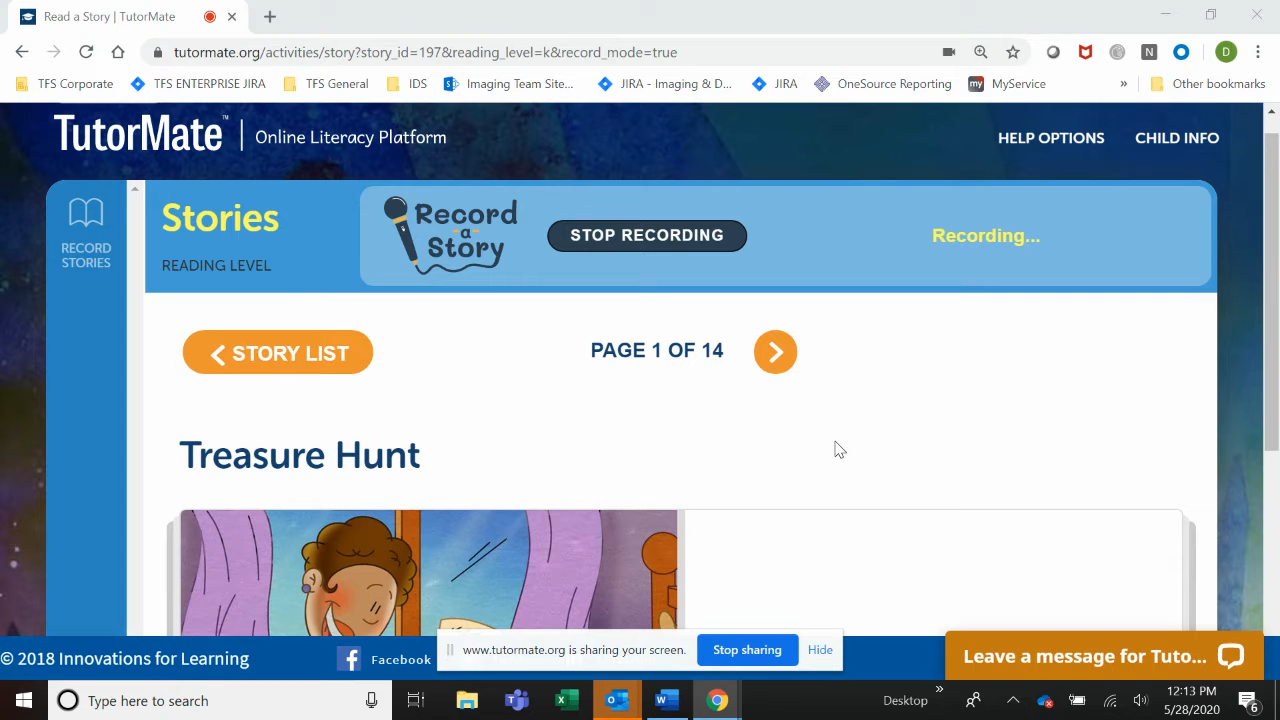 Read a Story | TutorMate
tutormate.org/activities/story?story_id=197&reading_level=k&record_mode=true
D
TFS Corporate
TFS ENTERPRISE JIRA
TFS General
IDS
Imaging Team Site...
JIRA - Imaging & D...
JIRA
OneSource Reporting
my
MyService
»
Other bookmarks
TutorMate™ | Online Literacy Platform
HELP OPTIONS
CHILD INFO
RECORD
STORIES
Stories
READING LEVEL
Record
a
Story
STOP RECORDING
Recording...
STORY LIST
PAGE 1 OF 14
Treasure Hunt
© 2018 Innovations for Learning
Facebook
www.tutormate.org is sharing your screen.
Stop sharing
Hide
Leave a message for Tuto...
Type here to search
Desktop
»
12:13 PM
5/28/2020
6